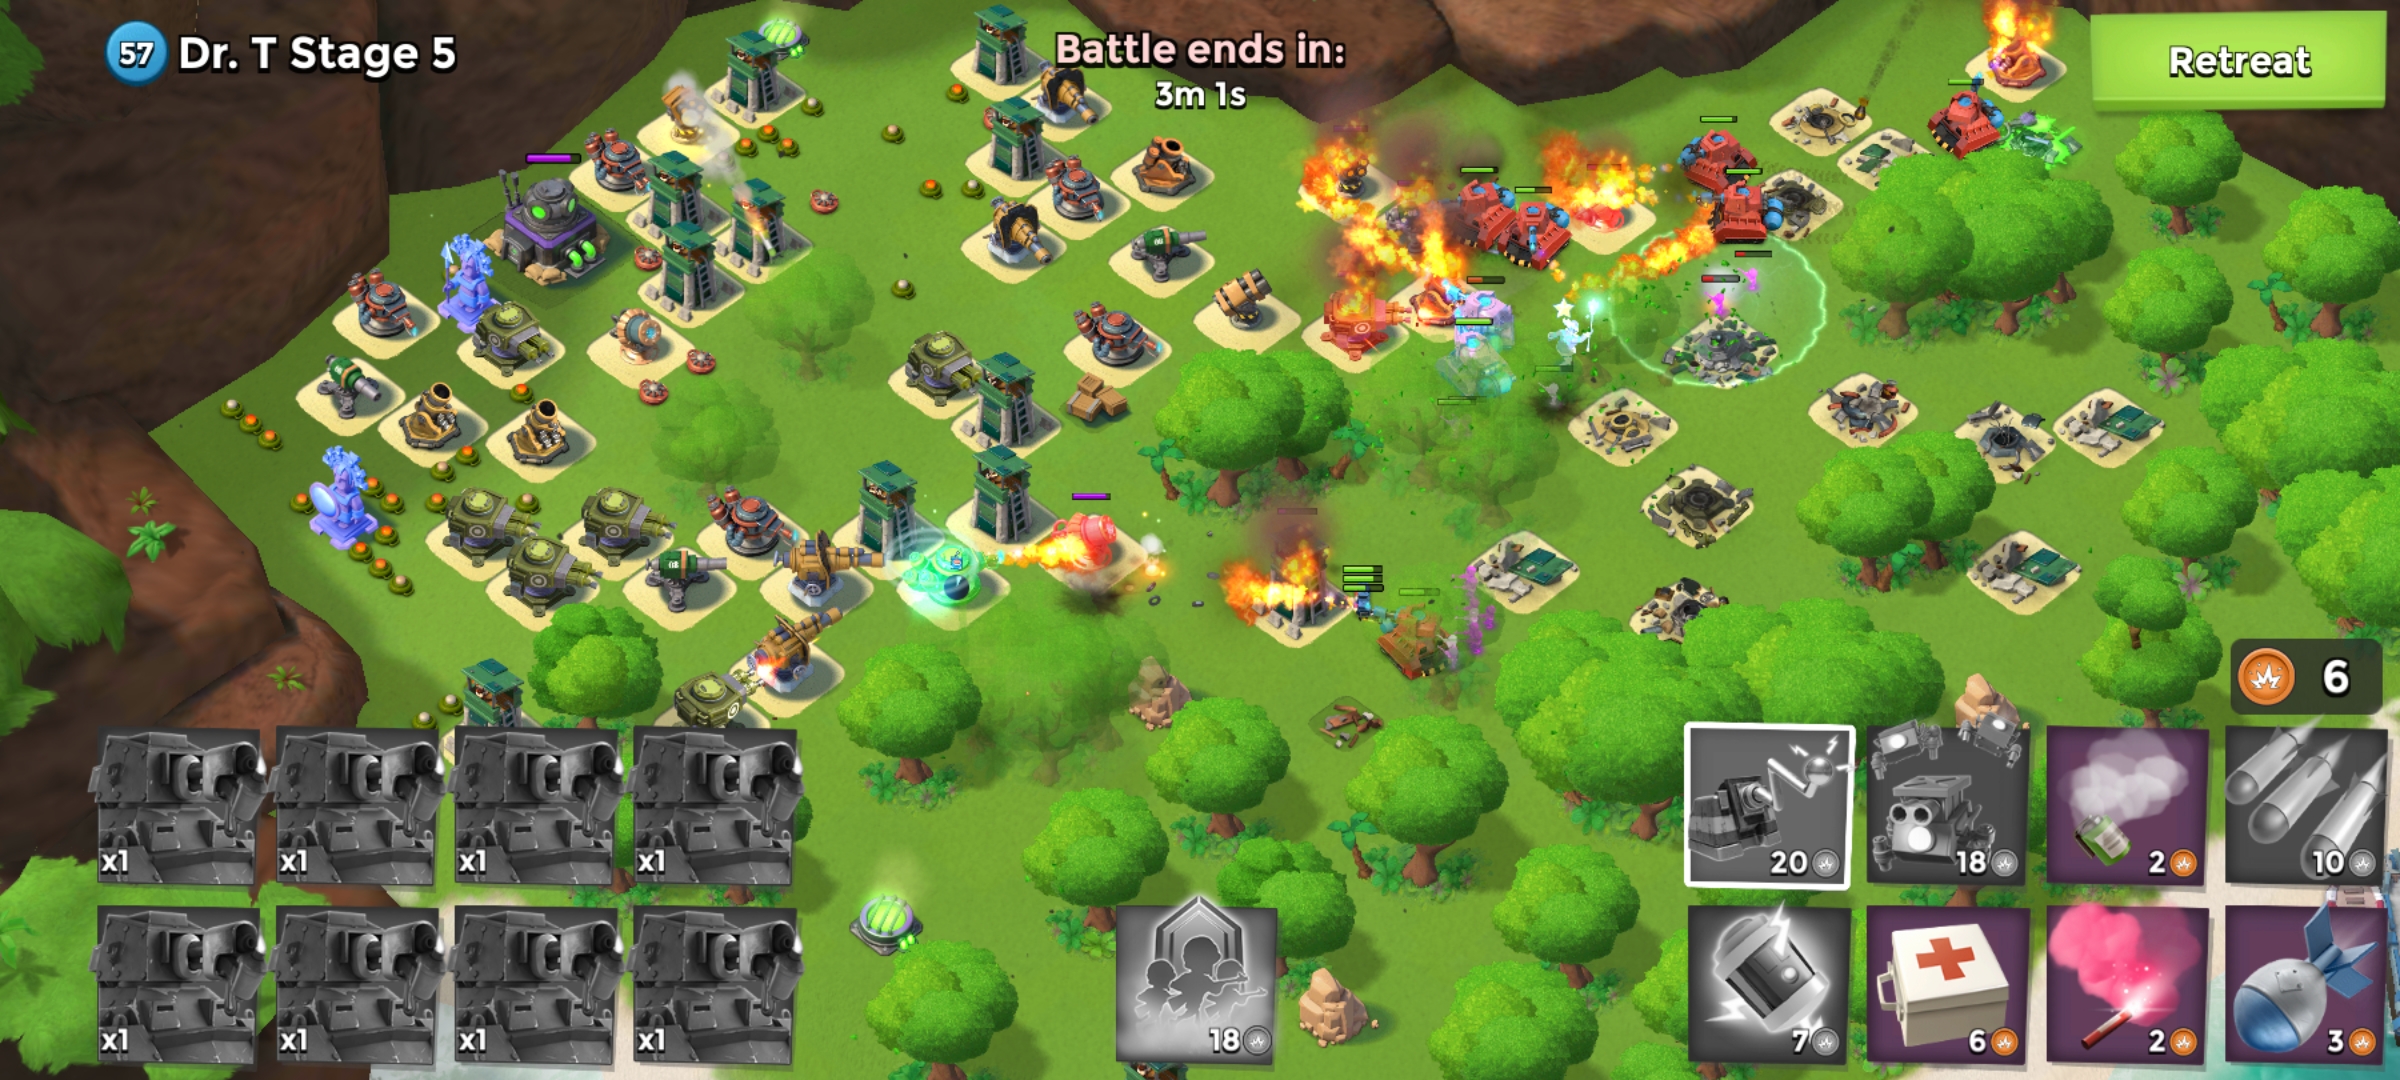 57 Dr. T Stage 5
Battle ends in:
3m 1s
Retreat
6
x1 x1 x1 x1
20 18 2 10
x1 x1 x1 x1
18
7 6 2 3